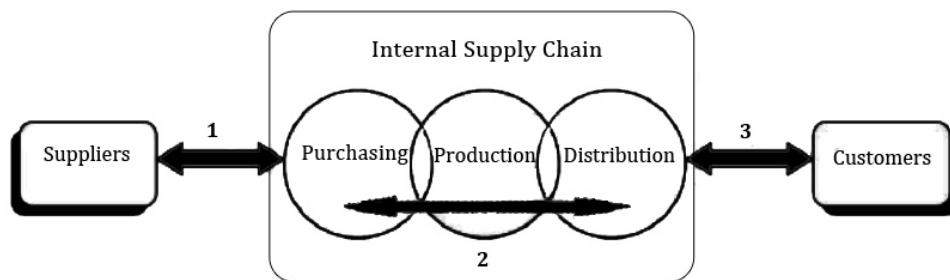 Internal Supply Chain
1
3
Suppliers
Purchasing
Production
Distribution
Customers
2